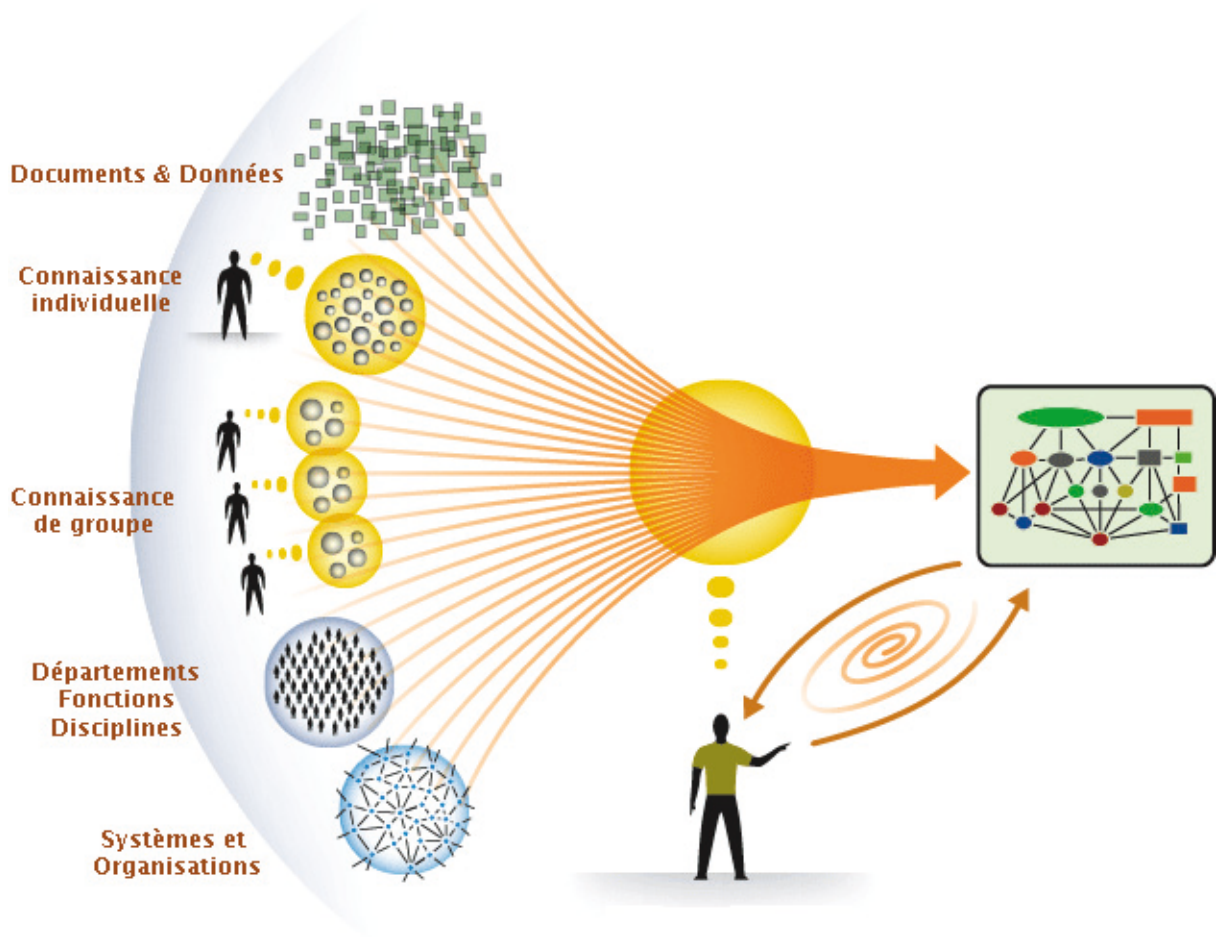 Documents & Données
Connaissance
individuelle
Connaissance
de groupe
Départements
Fonctions
Disciplines
Systèmes et
Organisations